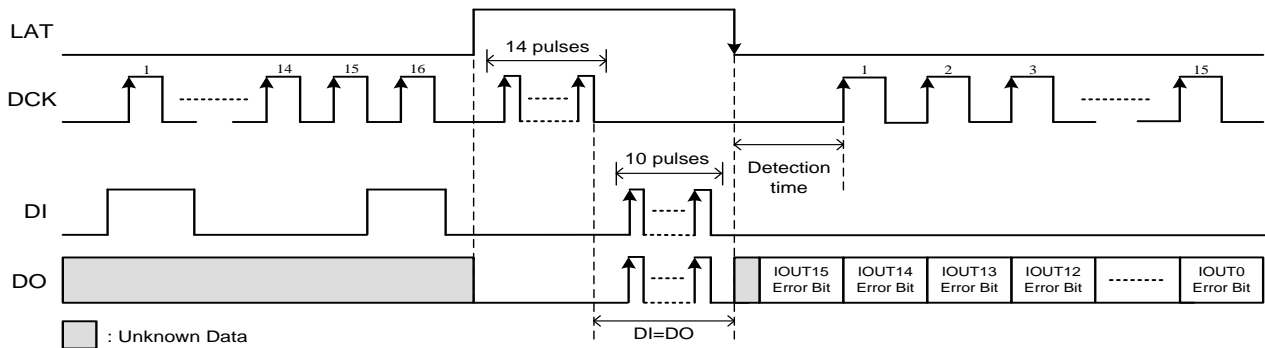 LAT
14 pulses
1
14
15
16
1
2
3
15
DCK
10 pulses
Detection
time
DI
DO
IOUT15
Error Bit
IOUT14
Error Bit
IOUT13
Error Bit
IOUT12
Error Bit
IOUT0
Error Bit
DI=DO
: Unknown Data